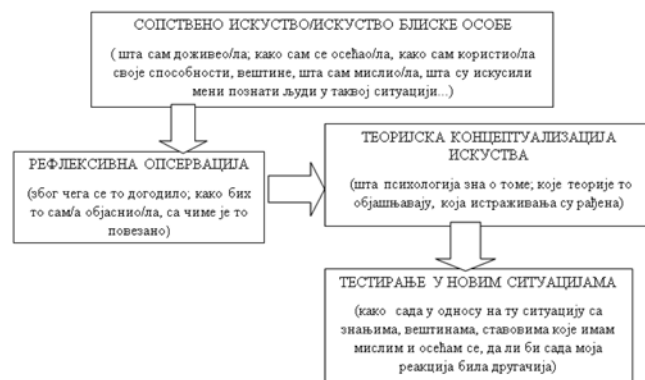 СОПСТВЕНО ИСКУСТВО/ИСКУСТВО БЛИСКЕ ОСОБЕ
( шта сам доживео/ла; како сам се осећао/ла, како сам користио/ла
своје способности, вештине, шта сам мислио/ла, шта су искусили
мени познати људи у таквој ситуацији...)
РЕФЛЕКСИВНА ОПСЕРВАЦИЈА
(због чега се то догодило; како бих
то сам/а објаснио/ла, са чиме је то
повезано)
ТЕОРИЈСКА КОНЦЕПТУАЛИЗАЦИЈА
ИСКУСТВА
(шта психологија зна о томе; које теорије то
објашњавају, која истраживања су рађена)
ТЕСТИРАЊЕ У НОВИМ СИТУАЦИЈАМА
(како сада у односу на ту ситуацију са
знањима, вештинама, ставовима које имам
мислим и осећам се, да ли би сада моја
реакција била другачија)